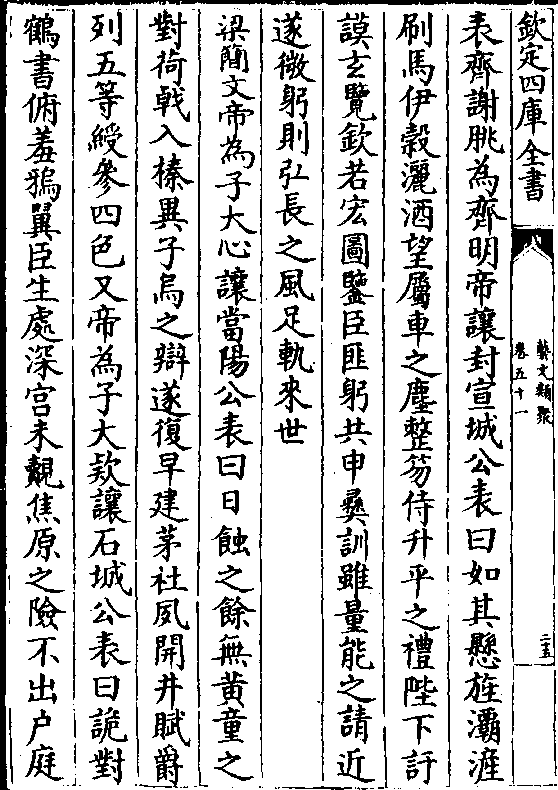 欽定四庫全書
藝文類聚
卷五十一
二五
表齊謝朓為齊明帝讓封宣城公表曰如其懸旌灞滻
刷馬伊穀灑酒望屬車之塵整笏侍升平之禮陛下訏
謨玄覽欽若宏圖鑒臣匪躬共申彞訓雖量能之請近
遂微躬則弘長之風足軌來世
梁簡文帝為子大心讓當陽公表曰日蝕之餘無黃童之
對荷戟入榛異子烏之辯遂復早建茅社夙開井賦爵
列五等綬參四色又帝為子大款讓石城公表曰詭對
鶴書俯羞鵷翼臣生處深宮未覩焦原之險不出户庭